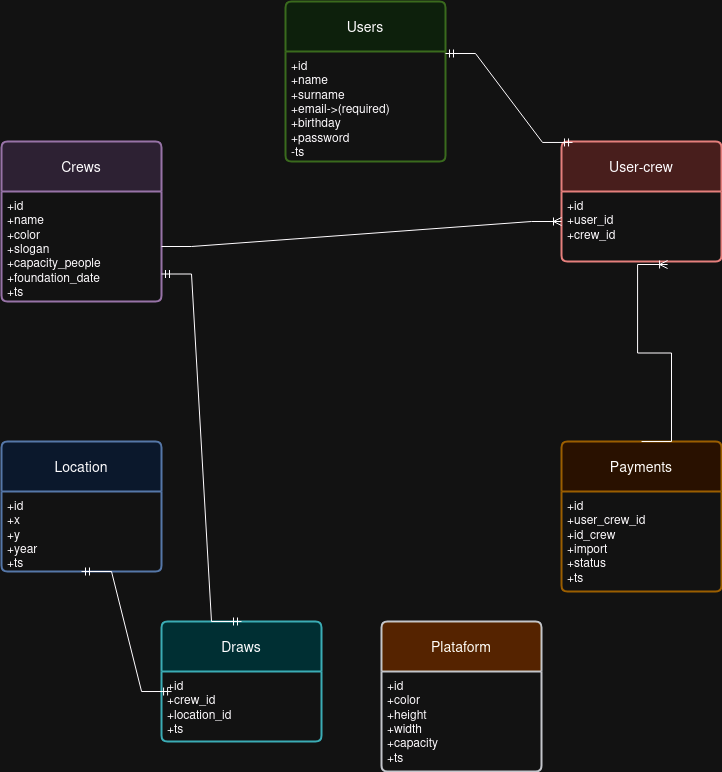 Users
+id
+name
+surname
+email->(required)
+birthday
+password
-ts
Crews
+id
+name
+color
+slogan
+capacity_people
+foundation_date
+ts
User-crew
+id
+user_id
+crew_id
Location
+id
+x
+y
+year
+ts
Payments
+id
+user_crew_id
+id_crew
+import
+status
+ts
Draws
+id
+crew_id
+location_id
+ts
Plataform
+id
+color
+height
+width
+capacity
+ts